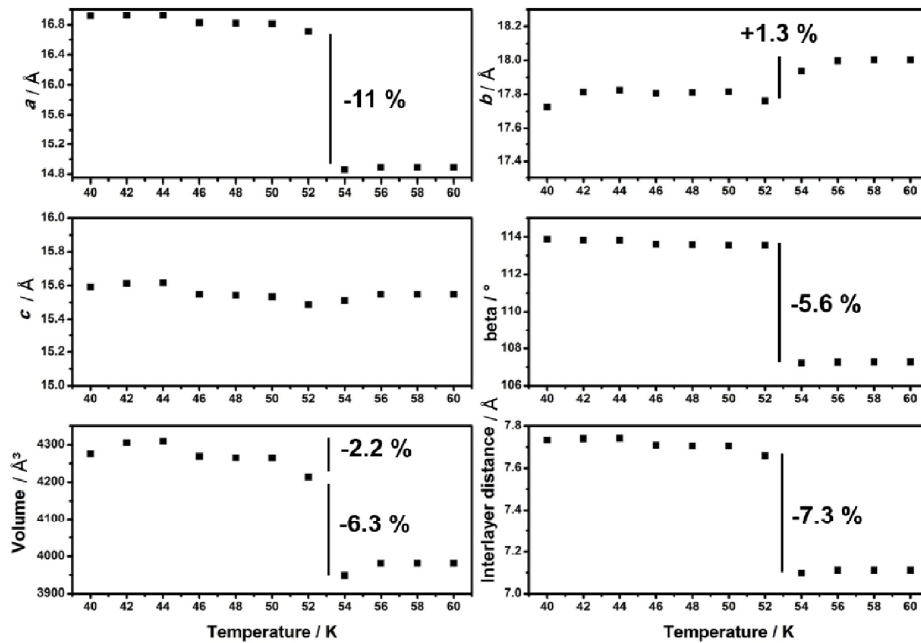 16.8
16.4
16.0
15.6
15.2
14.8
a / Å
-11 %
40 42 44 46 48 50 52 54 56 58 60
18.2
18.0
17.8
17.6
17.4
b / Å
+1.3 %
40 42 44 46 48 50 52 54 56 58 60
16.0
15.8
15.6
15.4
15.2
15.0
c / Å
40 42 44 46 48 50 52 54 56 58 60
114
112
110
108
106
beta / °
-5.6 %
40 42 44 46 48 50 52 54 56 58 60
4300
4200
4100
4000
3900
Volume / Å³
-2.2 %
-6.3 %
40 42 44 46 48 50 52 54 56 58 60
Temperature / K
7.8
7.6
7.4
7.2
7.0
Interlayer distance / Å
-7.3 %
40 42 44 46 48 50 52 54 56 58 60
Temperature / K